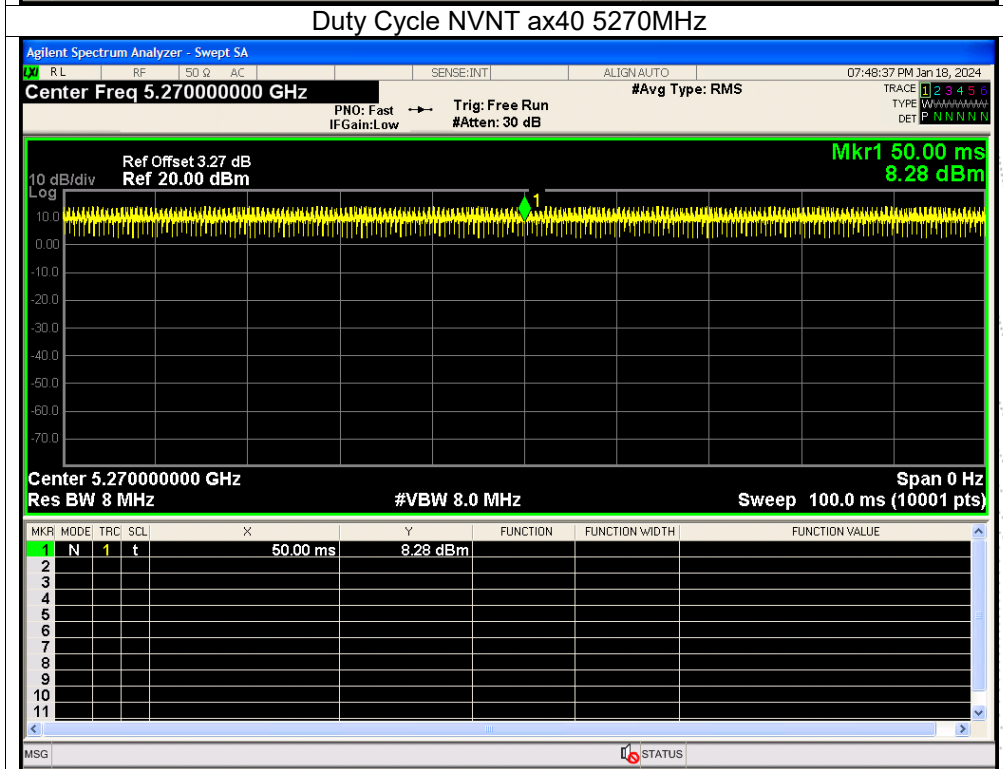 Duty Cycle NVNT ax40 5270MHz
Agilent Spectrum Analyzer - Swept SA
LXI RL RF 50 Ω AC SENSE:INT ALIGN AUTO 07:48:37 PM Jan 18, 2024
Center Freq 5.270000000 GHz #Avg Type: RMS TRACE 1 2 3 4 5 6
PNO: Fast Trig: Free Run TYPE WWWWWW
IFGain:Low #Atten: 30 dB DET P N N N N N
Mkr1 50.00 ms
Ref Offset 3.27 dB 8.28 dBm
10 dB/div Ref 20.00 dBm
Log
1
10.0
0.00
-10.0
-20.0
-30.0
-40.0
-50.0
-60.0
-70.0
Center 5.270000000 GHz Span 0 Hz
Res BW 8 MHz #VBW 8.0 MHz Sweep 100.0 ms (10001 pts)
MKR MODE TRC SCL X Y FUNCTION FUNCTION WIDTH FUNCTION VALUE
1 N 1 t 50.00 ms 8.28 dBm
2
3
4
5
6
7
8
9
10
11
MSG STATUS